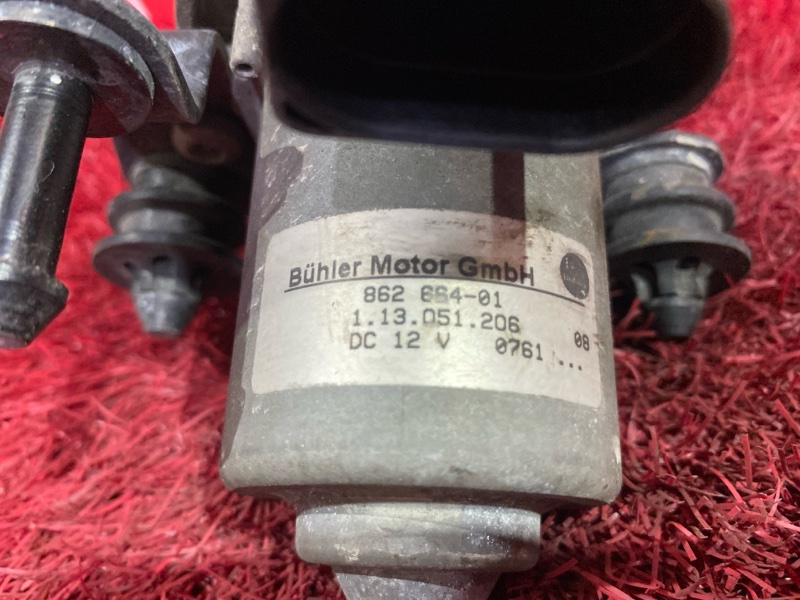 Bühler Motor GmbH
862 664-01
1.13.051.206 08
DC 12 V 0761 ...